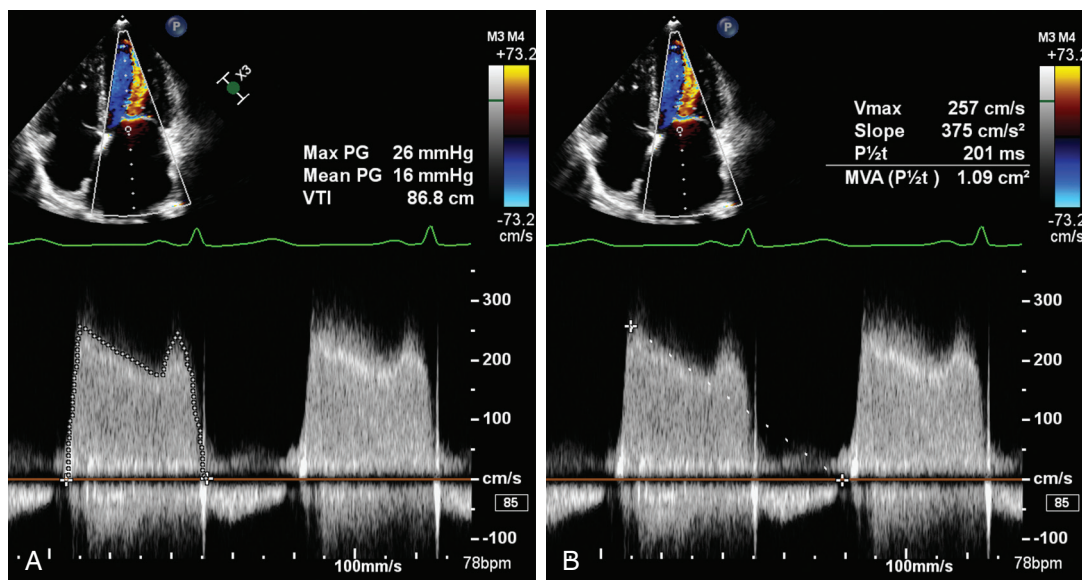 P
M3 M4
+73.2
X3
Max PG 26 mmHg
Mean PG 16 mmHg
VTI 86.8 cm
-73.2
cm/s
300
200
100
cm/s
85
-100
A
100mm/s
78bpm
P
M3 M4
+73.2
Vmax 257 cm/s
Slope 375 cm/s²
P½t 201 ms
MVA (P½t ) 1.09 cm²
-73.2
cm/s
300
200
100
cm/s
85
-100
B
100mm/s
78bpm